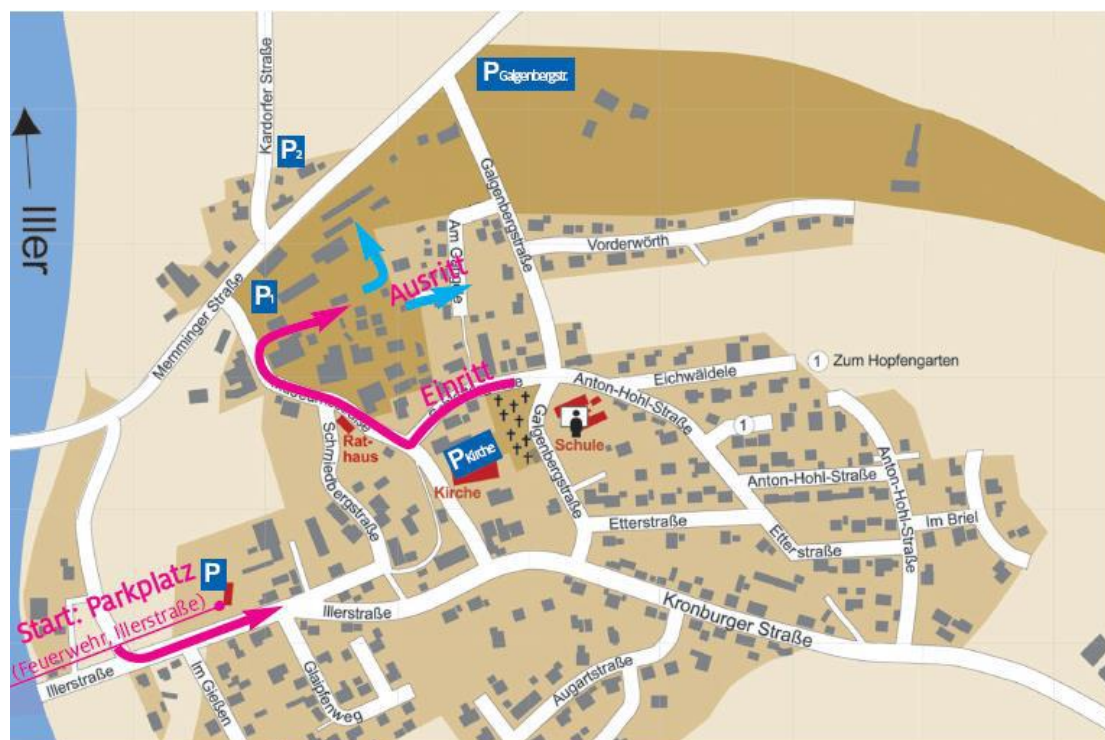 P Galgenbergstr.
Kardorfer Straße
P2
Iller
Galgenbergstraße
Vorderwörth
Ausritt
P1
Memminger Straße
Einritt
1 Zum Hopfengarten
Eichwäldele
Anton-Hohl-Straße
Rat-
haus
P Kirche
Kirche
Schule
Galgenbergstraße
1
Schmiedbergstraße
Anton-Hohl-Straße
Anton-Hohl-Straße
Etterstraße
Im Briel
Etterstraße
P
Start: Parkplatz
(Feuerwehr, Illerstraße)
Illerstraße
Kronburger Straße
Illerstraße
Im Gießen
Glaipfenweg
Augartstraße